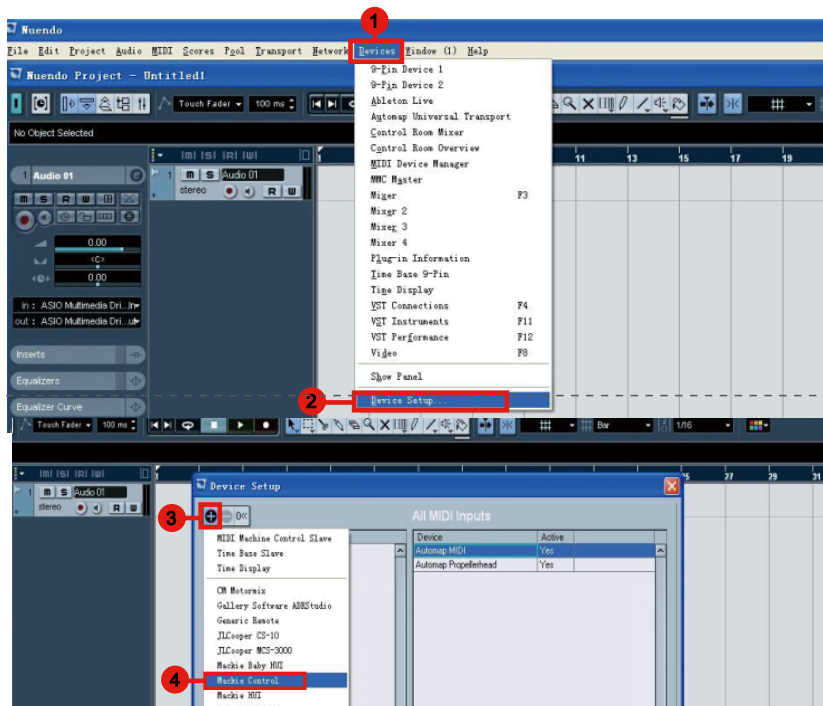 1
Nuendo
File Edit Project Audio MIDI Scores Pool Transport Network Devices Window (1) Help
Nuendo Project - Untitled1
Touch Fader 100 ms
No Object Selected
11 13 15 17 19
1 Audio 01
m S R W
0.00
<C>
0.00
in : ASIO Multimedia Dri..In
out : ASIO Multimedia Dri..ut
Inserts
Equalizers
Equalizer Curve
1 m S Audio 01
stereo R W
9-Pin Device 1
9-Pin Device 2
Ableton Live
Automap Universal Transport
Control Room Mixer
Control Room Overview
MIDI Device Manager
MMC Master
Mixer F3
Mixer 2
Mixer 3
Mixer 4
Plug-in Information
Time Base 9-Pin
Time Display
VST Connections F4
VST Instruments F11
VST Performance F12
Video F8
Show Panel
2
Device Setup...
Touch Fader 100 ms Bar 1/16
25 27 29 31
1 m S Audio 01
stereo R W
Device Setup
3
All MIDI Inputs
Device Active
Automap MIDI Yes
Automap Propellerhead Yes
MIDI Machine Control Slave
Time Base Slave
Time Display
CM Motormix
Gallery Software ADRStudio
Generic Remote
JLCooper CS-10
JLCooper MCS-3000
Mackie Baby HUI
4
Mackie Control
Mackie HUI